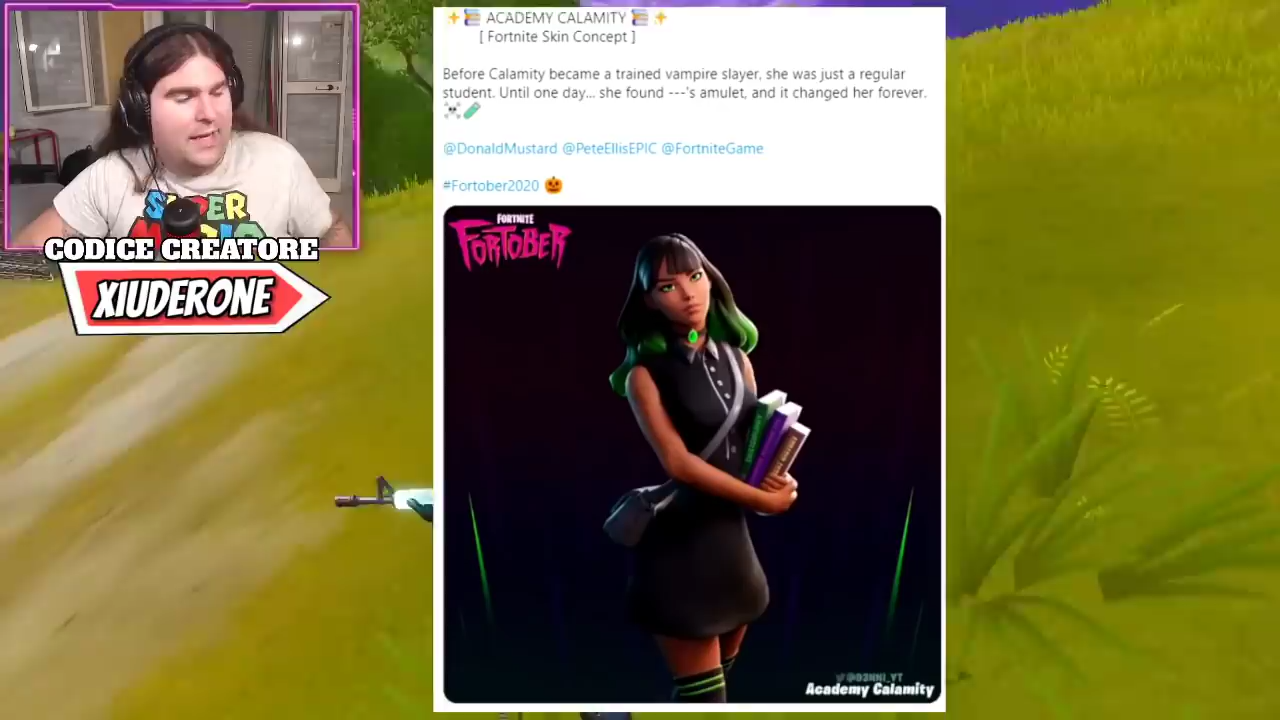 ✨📚 ACADEMY CALAMITY 📚✨
[ Fortnite Skin Concept ]
Before Calamity became a trained vampire slayer, she was just a regular
student. Until one day... she found ---'s amulet, and it changed her forever.
☠️🧪
@DonaldMustard @PeteEllisEPIC @FortniteGame
#Fortober2020 🎃
FORTNITE
FORTOBER
SUPER
CODICE CREATORE
XIUDERONE
@D3NNI_YT
Academy Calamity